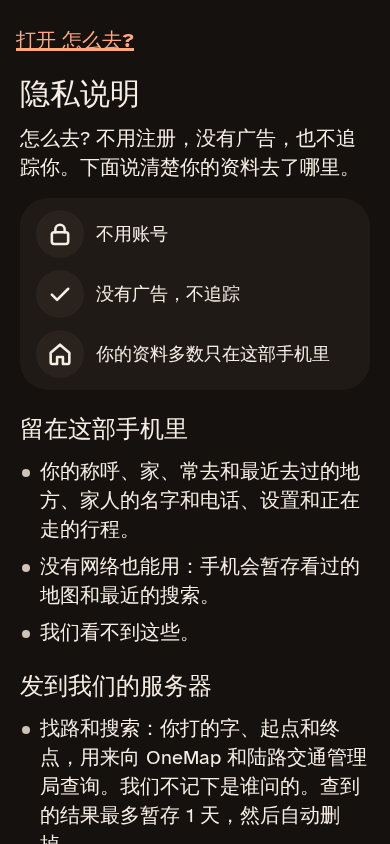 打开 怎么去?
隐私说明
怎么去? 不用注册，没有广告，也不追
踪你。下面说清楚你的资料去了哪里。
不用账号
没有广告，不追踪
你的资料多数只在这部手机里
留在这部手机里
你的称呼、家、常去和最近去过的地
方、家人的名字和电话、设置和正在
走的行程。
没有网络也能用：手机会暂存看过的
地图和最近的搜索。
我们看不到这些。
发到我们的服务器
找路和搜索：你打的字、起点和终
点，用来向 OneMap 和陆路交通管理
局查询。我们不记下是谁问的。查到
的结果最多暂存 1 天，然后自动删